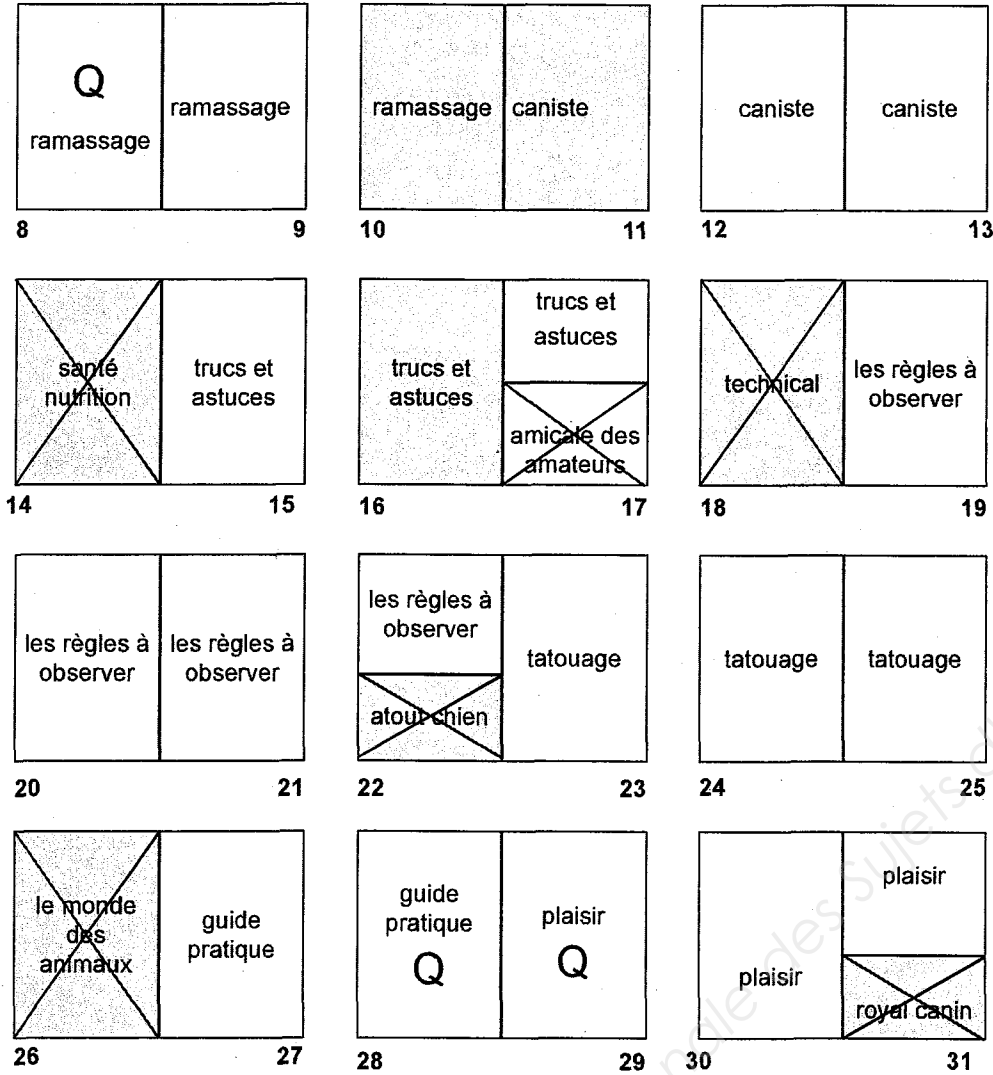 Q
ramassage
ramassage
8
9
ramassage
caniste
10
11
caniste
caniste
12
13
santé
nutrition
trucs et
astuces
14
15
trucs et
astuces
trucs et
astuces
amicale des
amateurs
16
17
technical
les règles à
observer
18
19
les règles à
observer
les règles à
observer
20
21
les règles à
observer
atout chien
tatouage
22
23
tatouage
tatouage
24
25
le monde
des
animaux
guide
pratique
26
27
guide
pratique
Q
plaisir
Q
28
29
plaisir
plaisir
royal canin
30
31
nale des Sujets d'